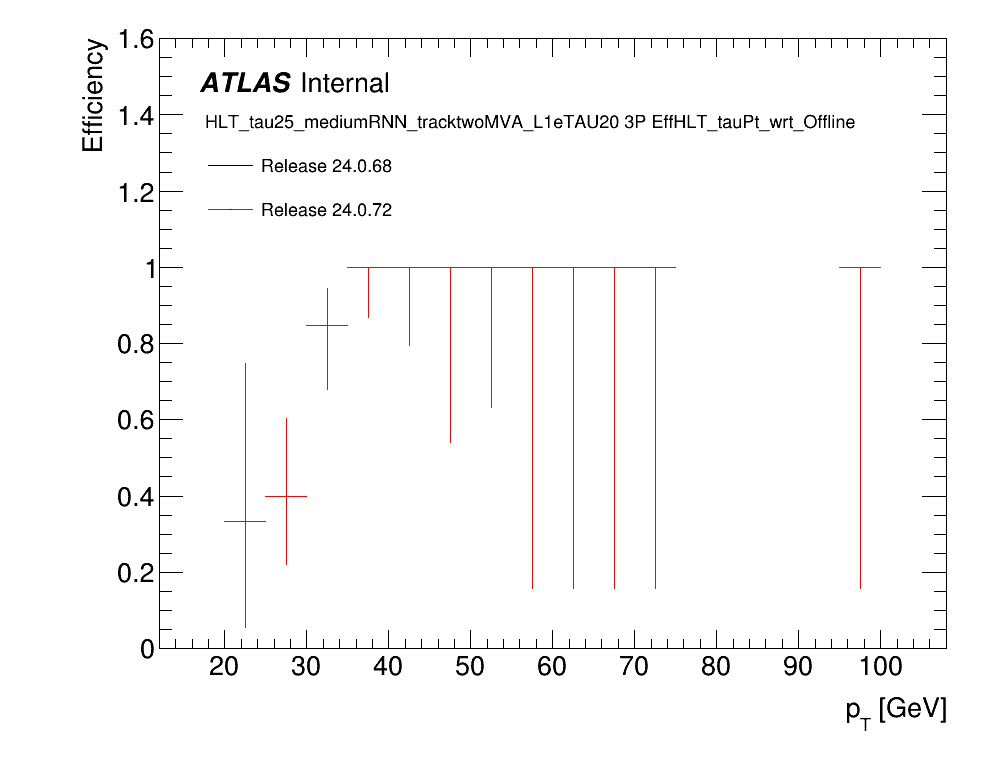 Efficiency
1.6
1.4
1.2
1
0.8
0.6
0.4
0.2
0
ATLAS Internal
HLT_tau25_mediumRNN_tracktwoMVA_L1eTAU20 3P EffHLT_tauPt_wrt_Offline
Release 24.0.68
Release 24.0.72
20 30 40 50 60 70 80 90 100
p_T [GeV]